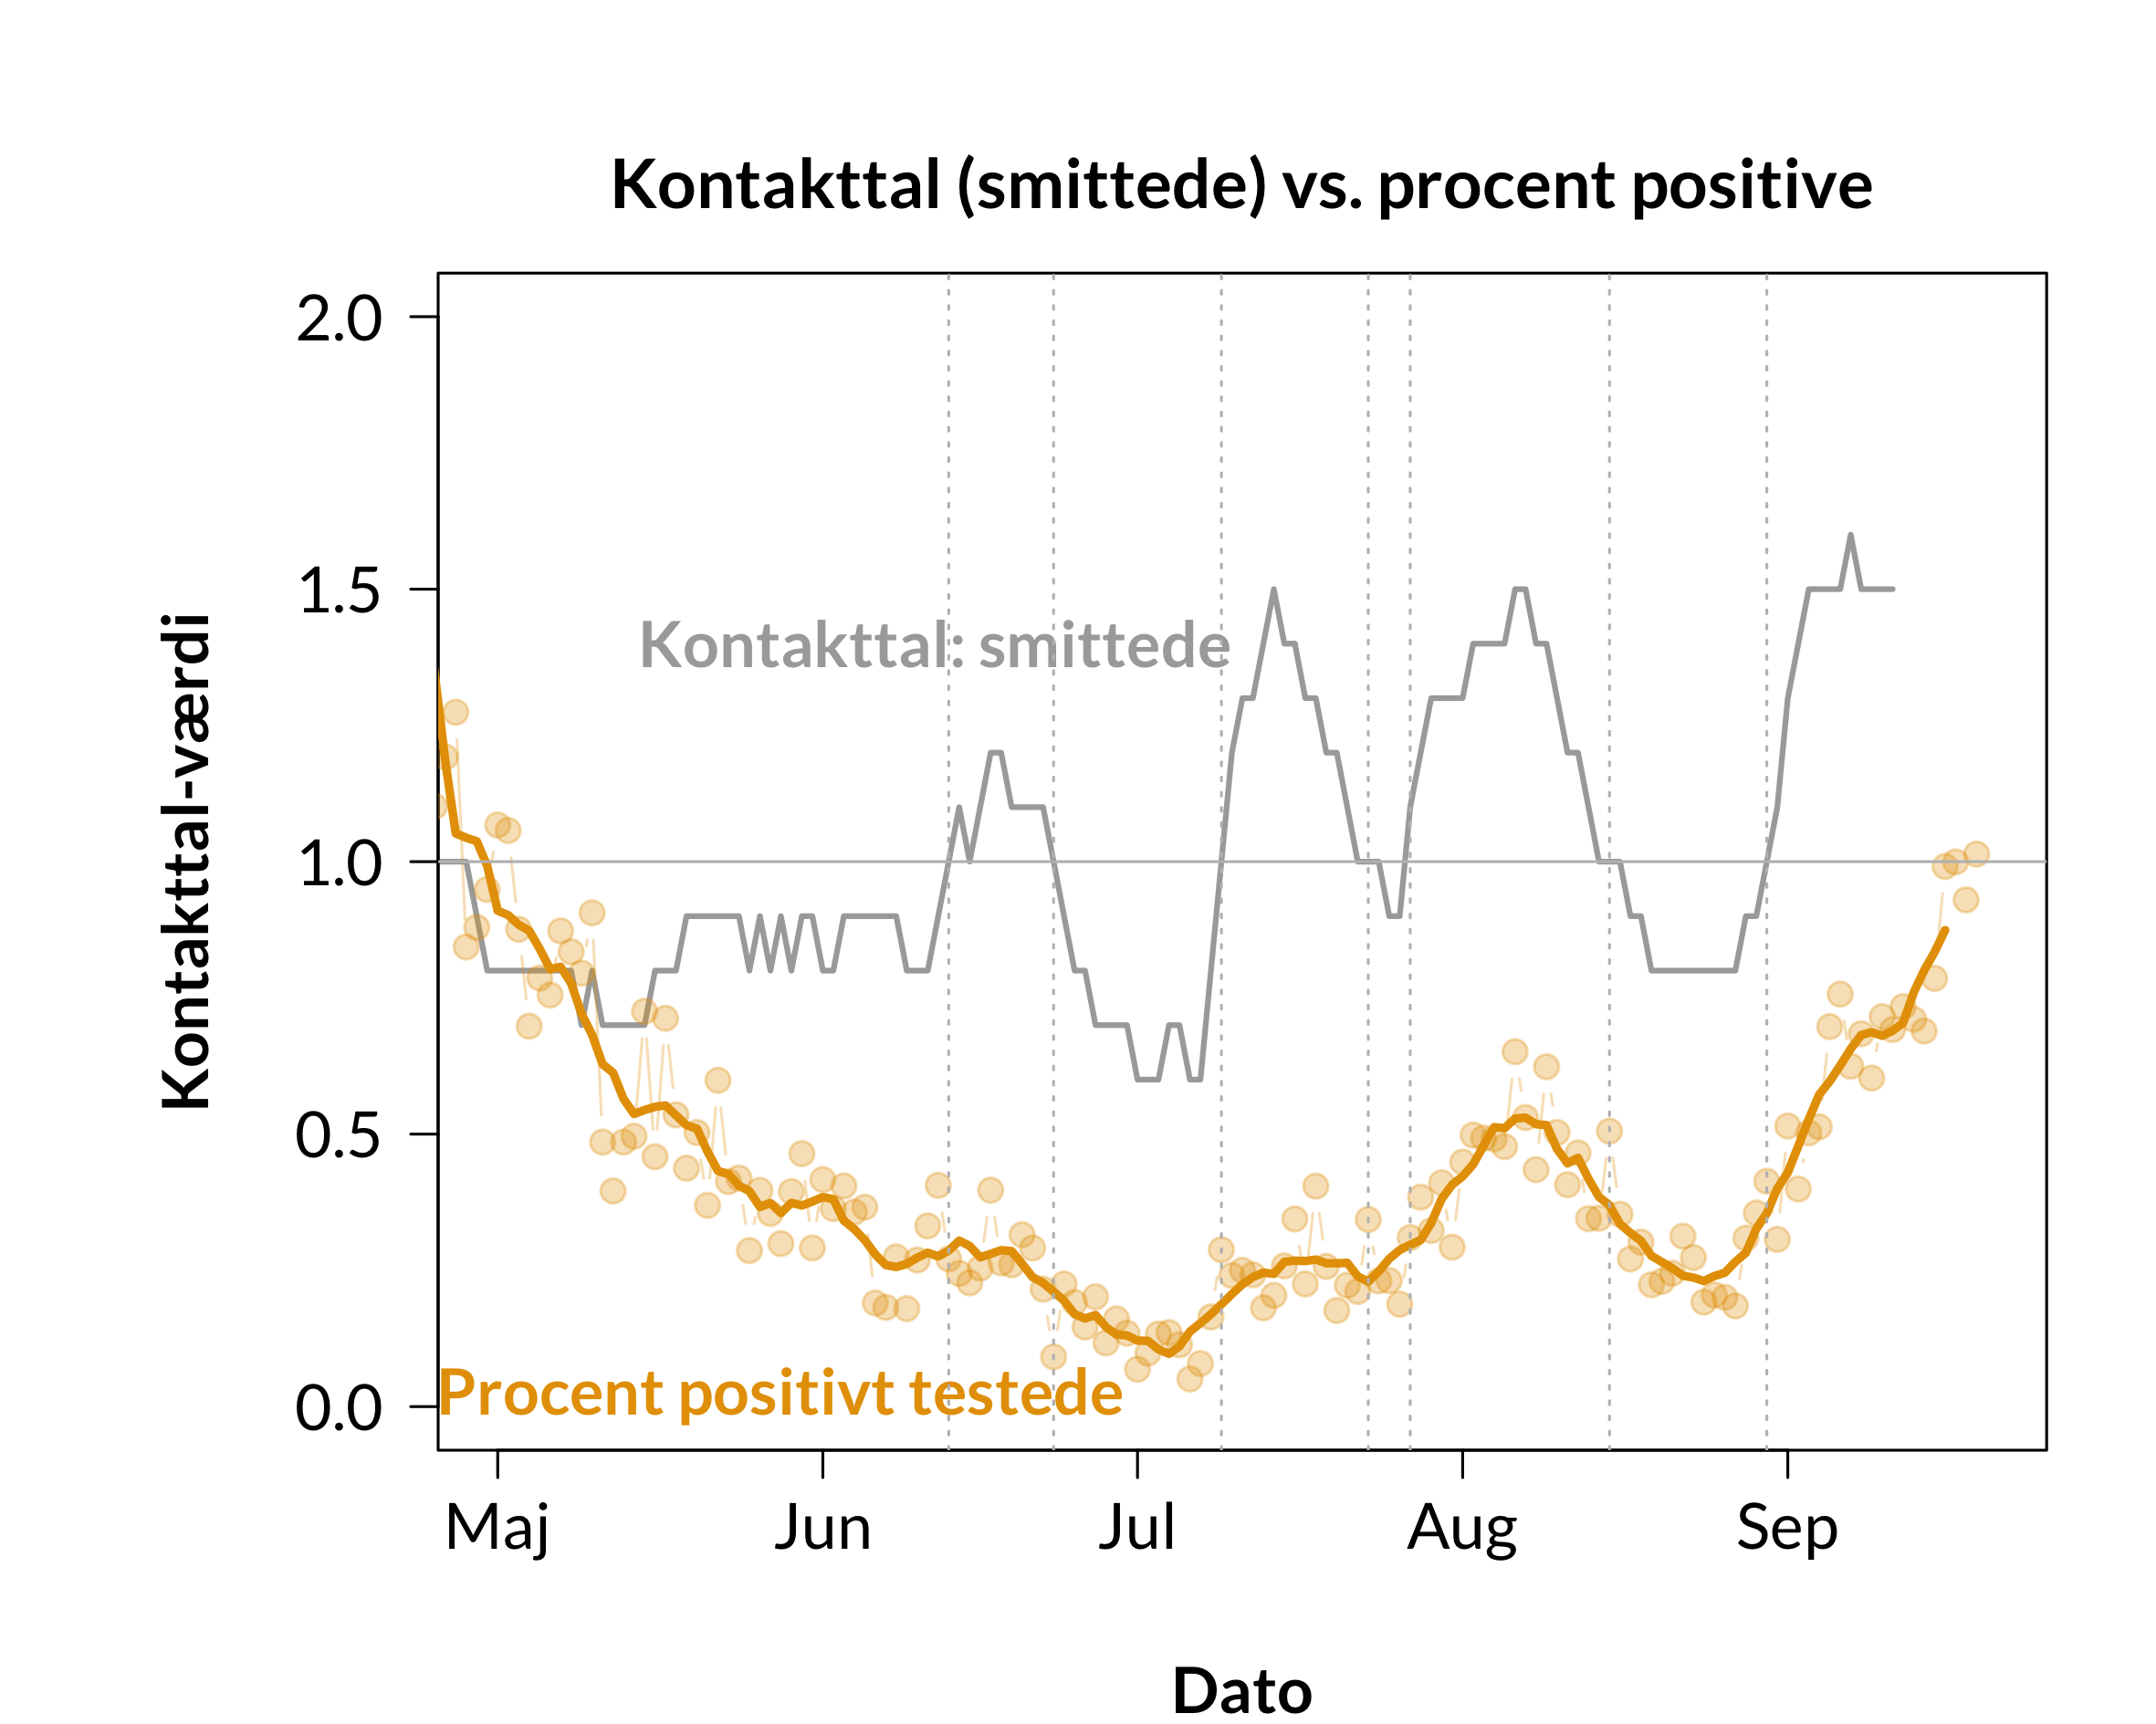 Kontakttal (smittede) vs. procent positive
Kontakttal-værdi
2.0
1.5
1.0
0.5
0.0
Kontakttal: smittede
Procent positivt testede
Maj Jun Jul Aug Sep
Dato